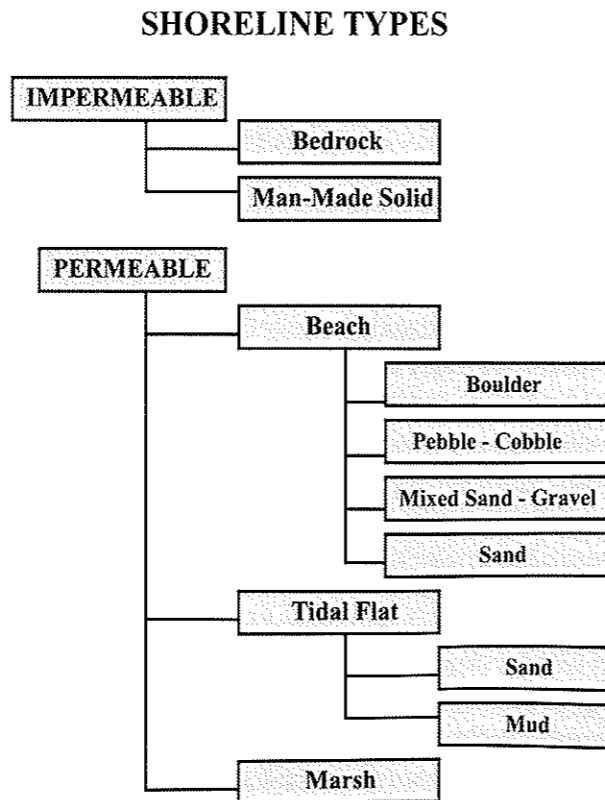 SHORELINE TYPES
IMPERMEABLE
Bedrock
Man-Made Solid
PERMEABLE
Beach
Boulder
Pebble - Cobble
Mixed Sand - Gravel
Sand
Tidal Flat
Sand
Mud
Marsh